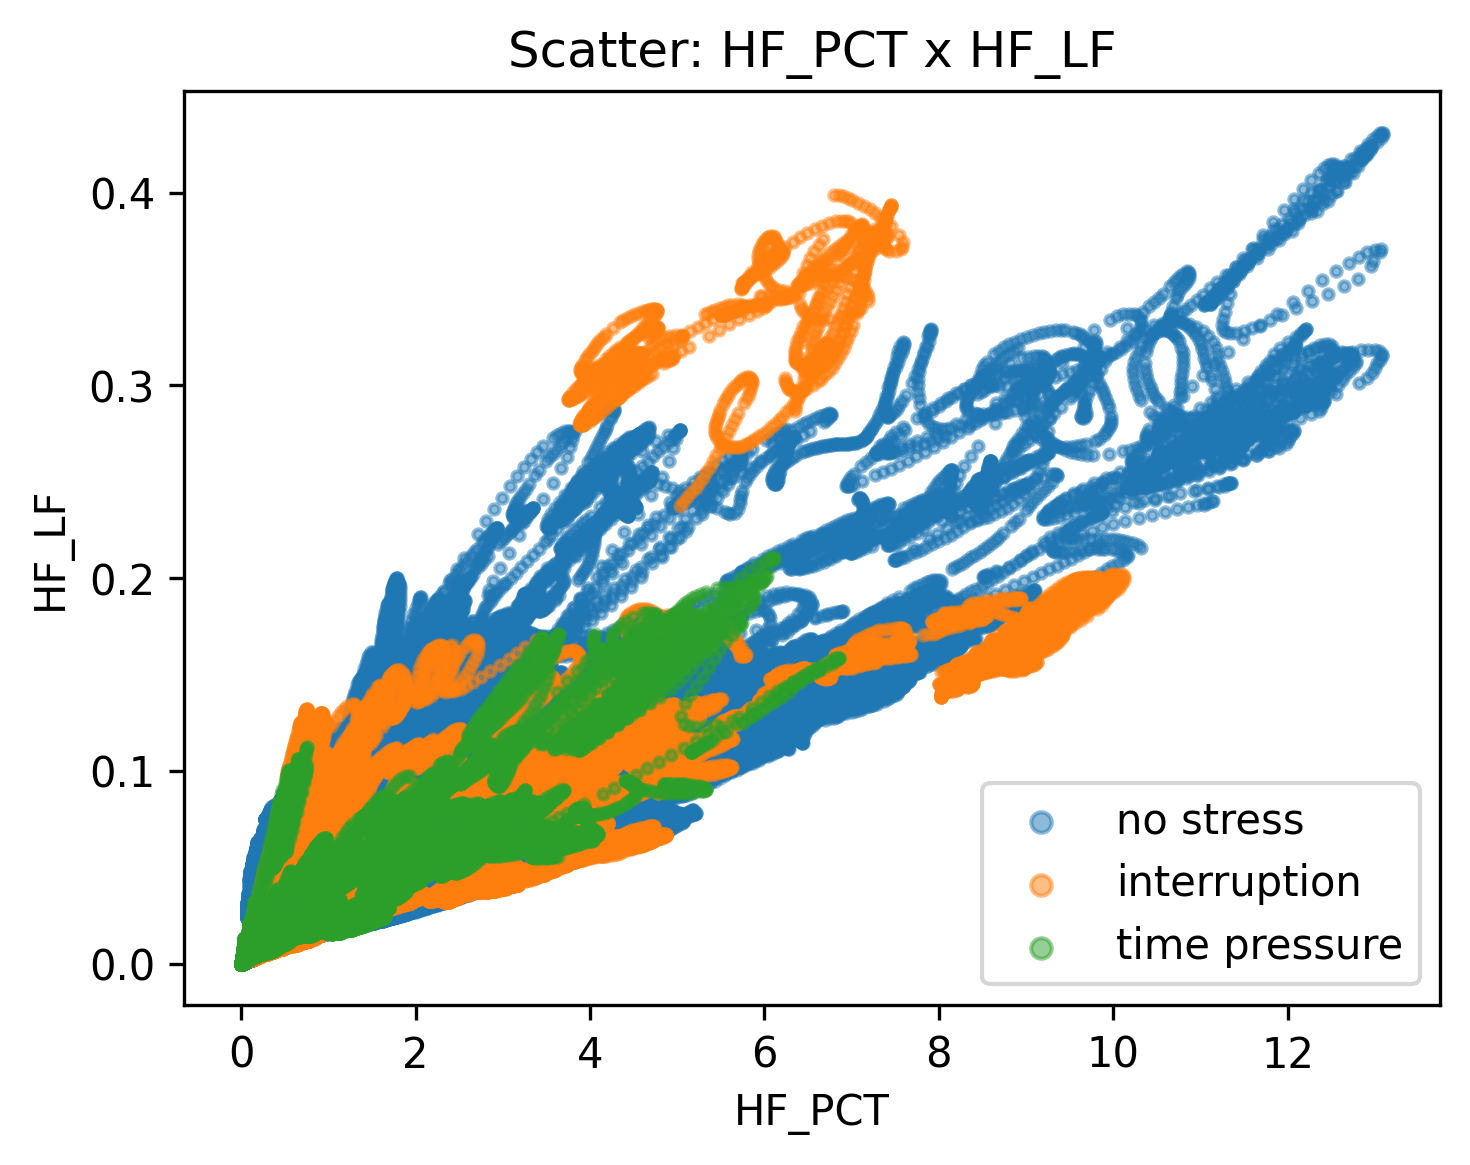 Scatter: HF_PCT x HF_LF
HF_LF
0.4
0.3
0.2
0.1
0.0
no stress
interruption
time pressure
0 2 4 6 8 10 12
HF_PCT